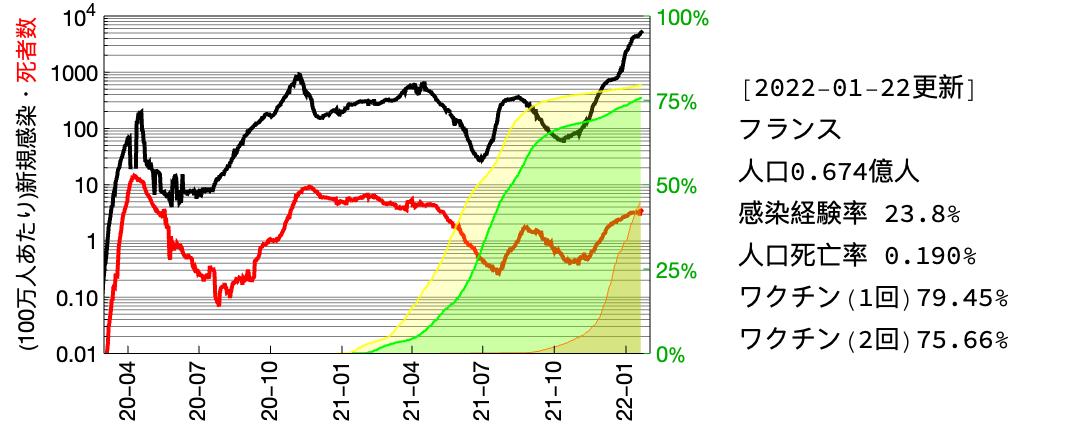 (100万人あたり)新規感染・死者数
10^4
1000
100
10
1
0.10
0.01
100%
75%
50%
25%
0%
20-04
20-07
20-10
21-01
21-04
21-07
21-10
22-01
[2022-01-22更新]
フランス
人口0.674億人
感染経験率 23.8%
人口死亡率 0.190%
ワクチン(1回)79.45%
ワクチン(2回)75.66%